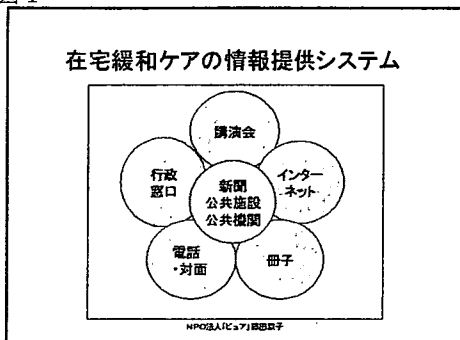 在宅緩和ケアの情報提供システム
講演会
行政
窓口
新聞
公共施設
公共機関
インター
ネット
電話
・対面
冊子
NPO法人「ピュア」